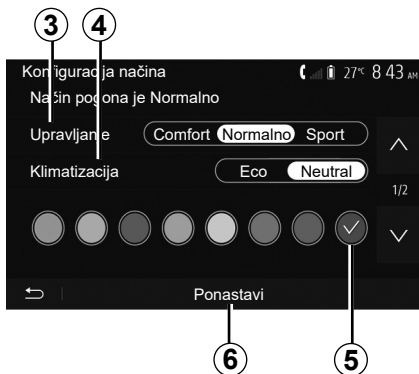 3 4
Konfiguracija načina 27°C 8 43 AM
Način pogona je Normalno
Upravljanje Comfort Normalno Sport
Klimatizacija Eco Neutral
1/2
Ponastavi
6 5